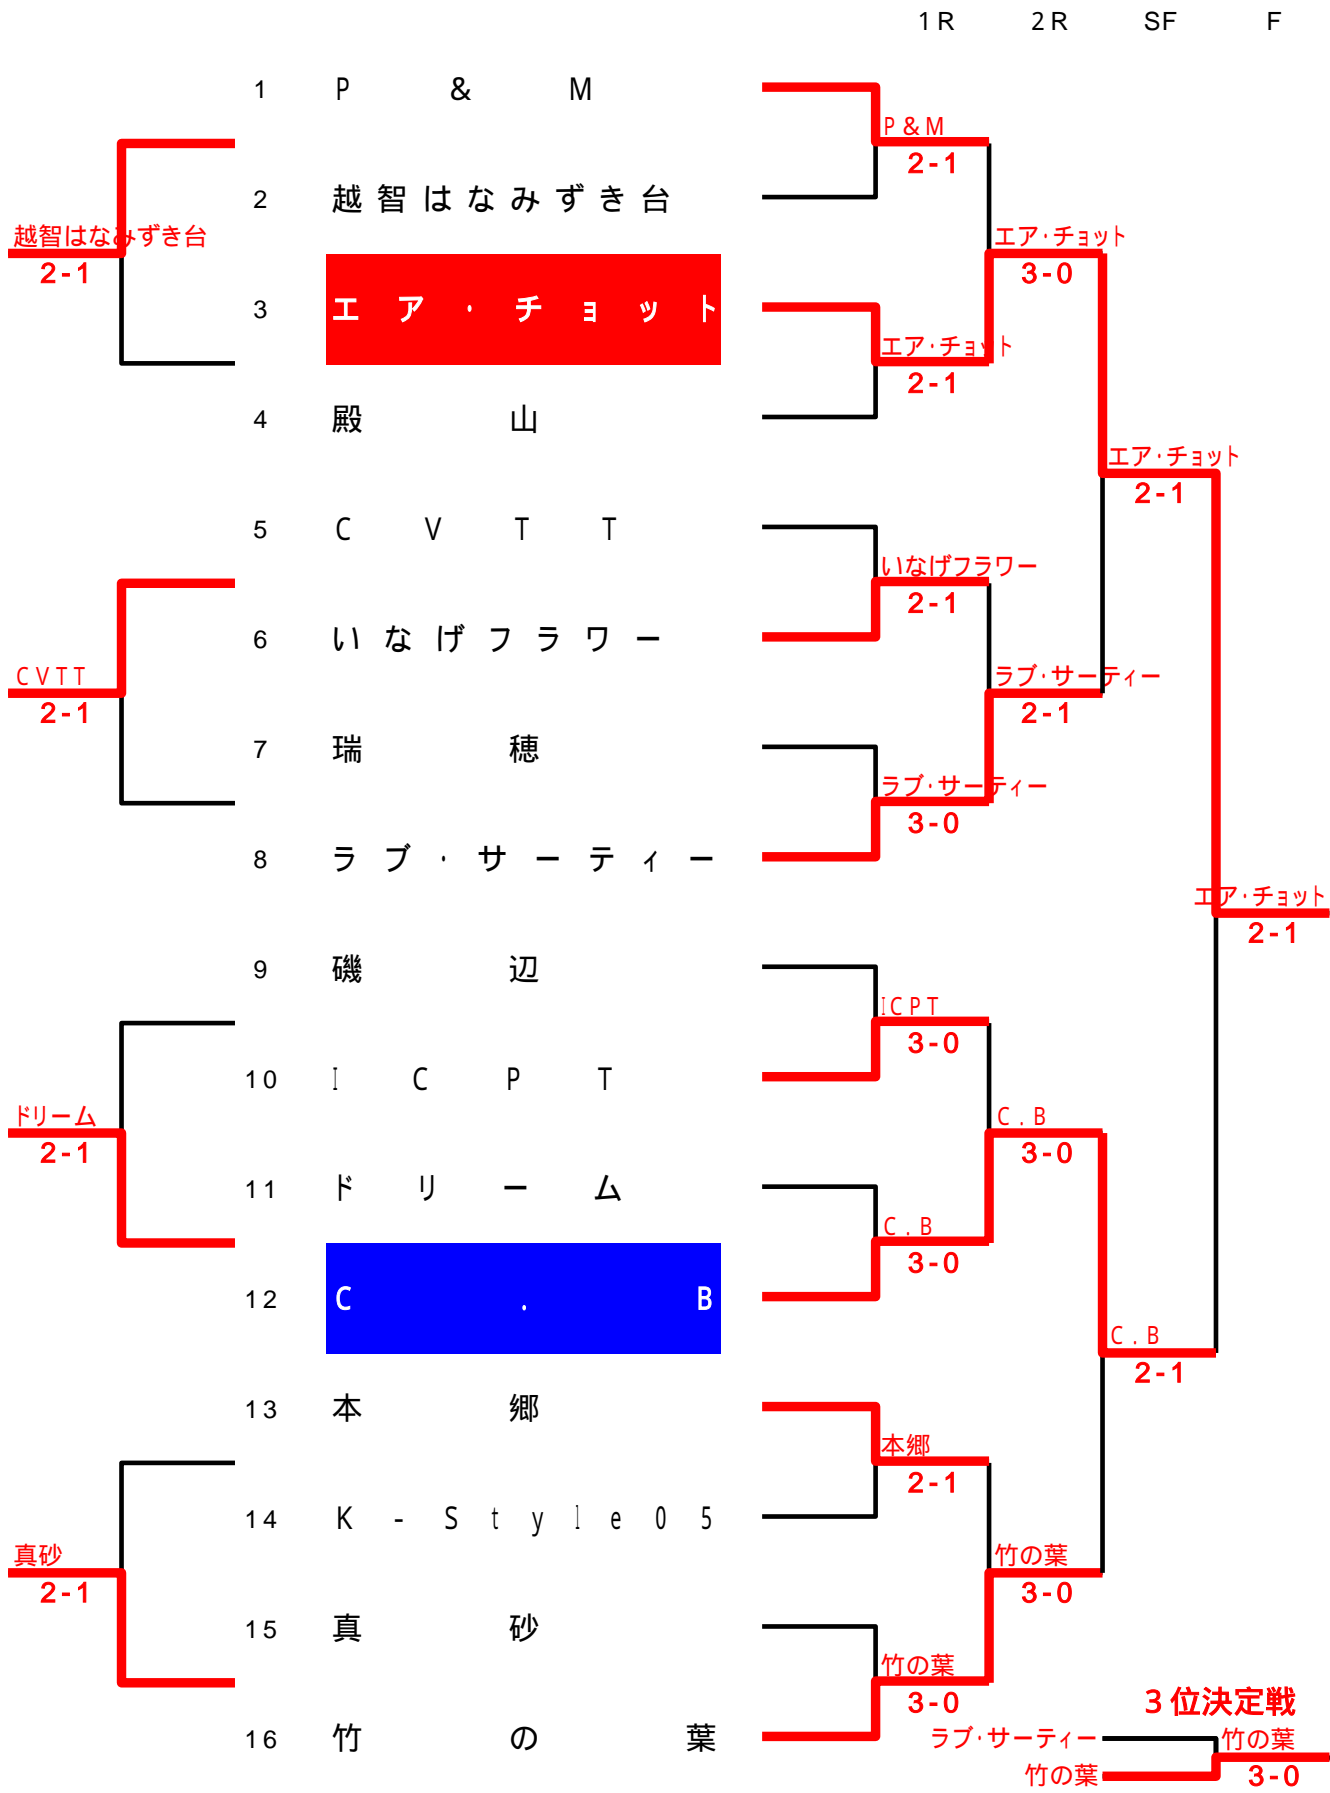 1R 2R SF F
1 P & M
P&M
2-1
2 越智はなみずき台
越智はなみずき台 エア・チョット
2-1 3-0
3 エア・チョット
エア・チョット
2-1
4 殿山
エア・チョット
2-1
5 CVTT
いなげフラワー
2-1
6 いなげフラワー
CVTT ラブ・サーティー
2-1 2-1
7 瑞穂
ラブ・サーティー
3-0
8 ラブ・サーティー
エア・チョット
2-1
9 磯辺
ICPT
3-0
10 ICPT
ドリーム C.B
2-1 3-0
11 ドリーム
C.B
3-0
12 C.B
C.B
2-1
13 本郷
本郷
2-1
14 K-Style05
真砂 竹の葉
2-1 3-0
15 真砂
竹の葉
3-0
3位決定戦
16 竹の葉
ラブ・サーティー 竹の葉
竹の葉 3-0